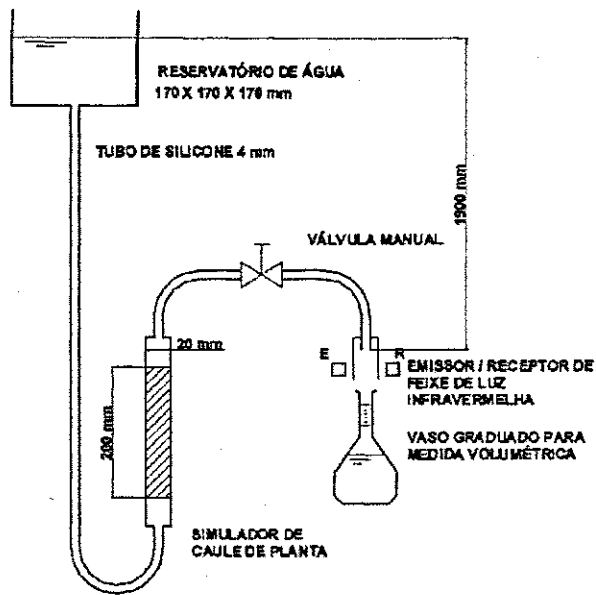 RESERVATÓRIO DE ÁGUA
170 X 170 X 170 mm
TUBO DE SILICONE 4 mm
1900 mm
VÁLVULA MANUAL
20 mm
E
R
EMISSOR / RECEPTOR DE
FEIXE DE LUZ
INFRAVERMELHA
200 mm
VASO GRADUADO PARA
MEDIDA VOLUMÉTRICA
SIMULADOR DE
CAULE DE PLANTA